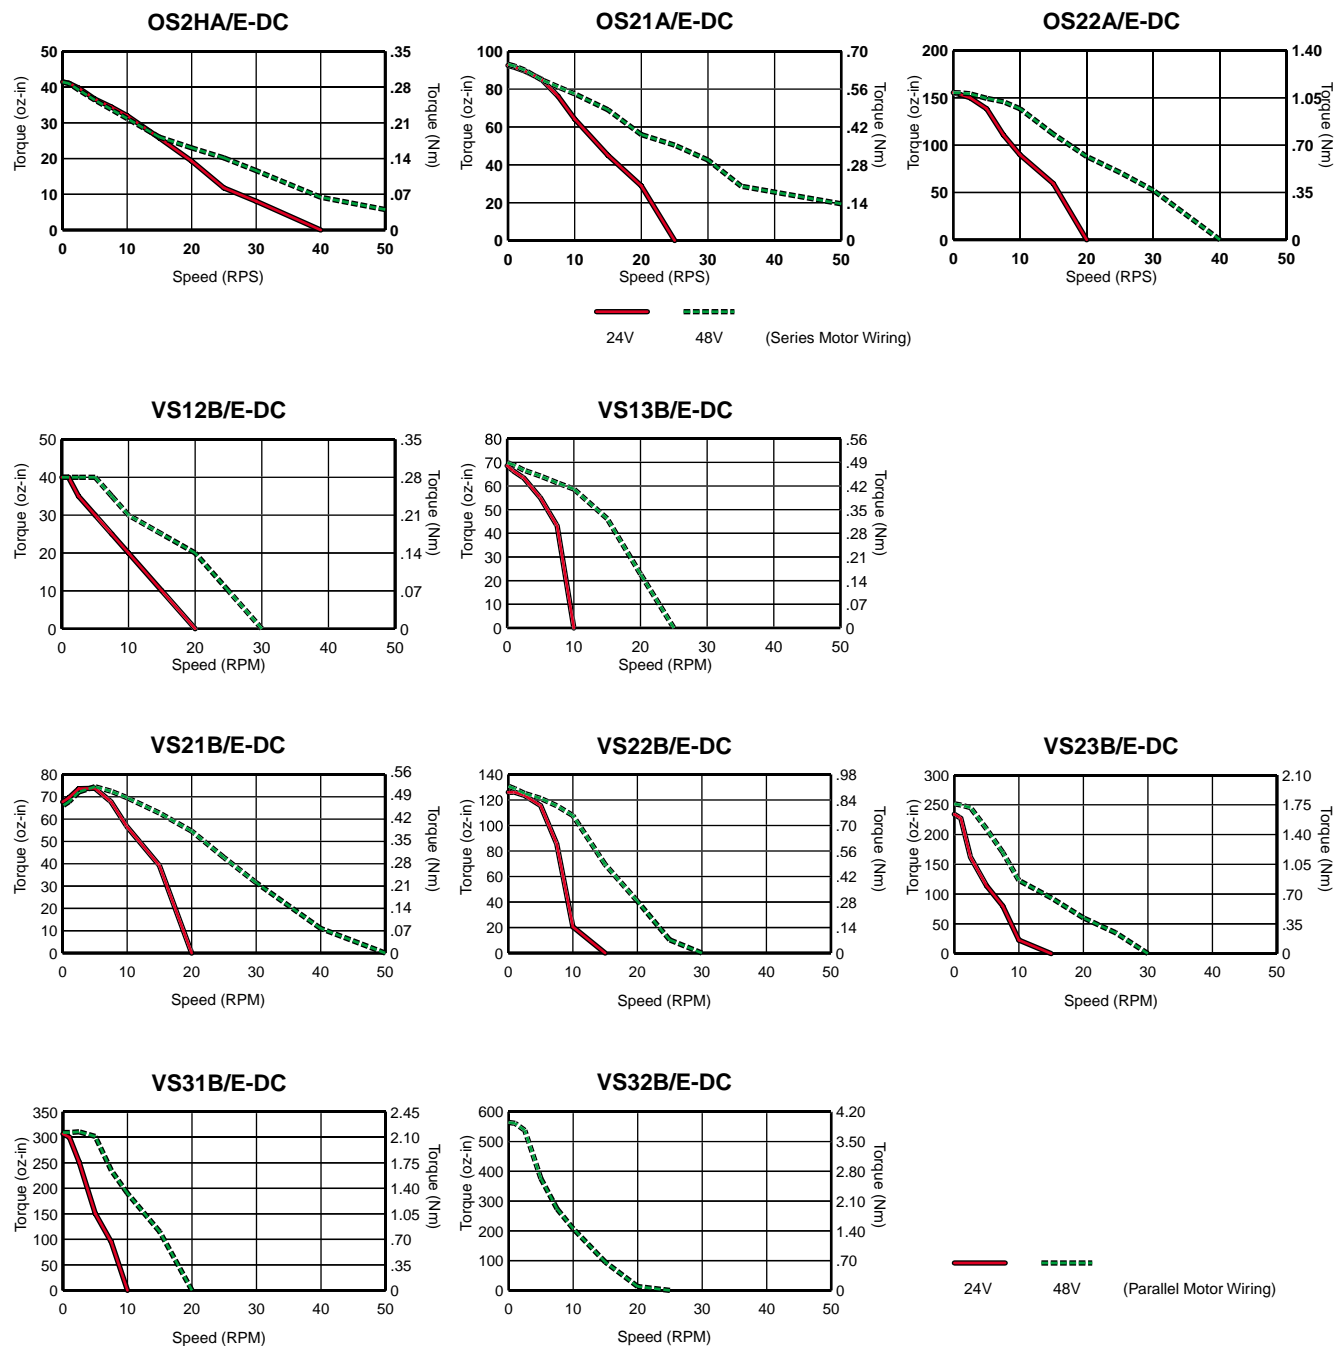 OS2HA/E-DC
50
40
30
20
10
0
Torque (oz-in)
.35
.28
.21
.14
.07
0
Torque (Nm)
0 10 20 30 40 50
Speed (RPS)
OS21A/E-DC
100
80
60
40
20
0
Torque (oz-in)
.70
.56
.42
.28
.14
0
Torque (Nm)
0 10 20 30 40 50
Speed (RPS)
OS22A/E-DC
200
150
100
50
0
Torque (oz-in)
1.40
1.05
.70
.35
0
Torque (Nm)
0 10 20 30 40 50
Speed (RPS)
24V 48V (Series Motor Wiring)
VS12B/E-DC
50
40
30
20
10
0
Torque (oz-in)
.35
.28
.21
.14
.07
0
Torque (Nm)
0 10 20 30 40 50
Speed (RPM)
VS13B/E-DC
80
70
60
50
40
30
20
10
0
Torque (oz-in)
.56
.49
.42
.35
.28
.21
.14
.07
0
Torque (Nm)
0 10 20 30 40 50
Speed (RPM)
VS21B/E-DC
80
70
60
50
40
30
20
10
0
Torque (oz-in)
.56
.49
.42
.35
.28
.21
.14
.07
0
Torque (Nm)
0 10 20 30 40 50
Speed (RPM)
VS22B/E-DC
140
120
100
80
60
40
20
0
Torque (oz-in)
.98
.84
.70
.56
.49
.28
.14
0
Torque (Nm)
0 10 20 30 40 50
Speed (RPM)
VS23B/E-DC
300
250
200
150
100
50
0
Torque (oz-in)
2.10
1.75
1.40
1.05
.70
.35
0
Torque (Nm)
0 10 20 30 40 50
Speed (RPM)
VS31B/E-DC
350
300
250
200
150
100
50
0
Torque (oz-in)
2.45
2.10
1.75
1.40
1.05
.70
.35
0
Torque (Nm)
0 10 20 30 40 50
Speed (RPM)
VS32B/E-DC
600
500
400
300
200
100
0
Torque (oz-in)
4.20
3.50
2.80
2.10
1.40
.70
0
Torque (Nm)
0 10 20 30 40 50
Speed (RPM)
24V 48V (Parallel Motor Wiring)